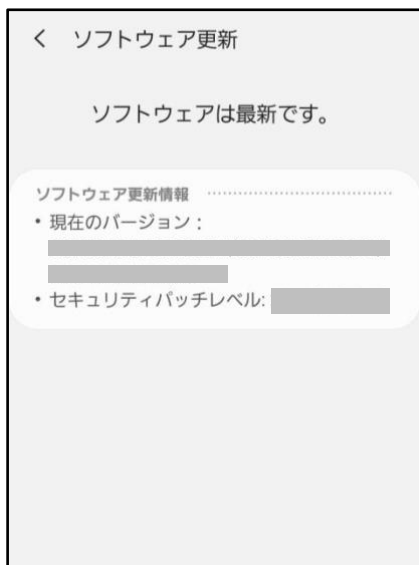 ソフトウェア更新
ソフトウェアは最新です。
ソフトウェア更新情報
• 現在のバージョン :
• セキュリティパッチレベル: